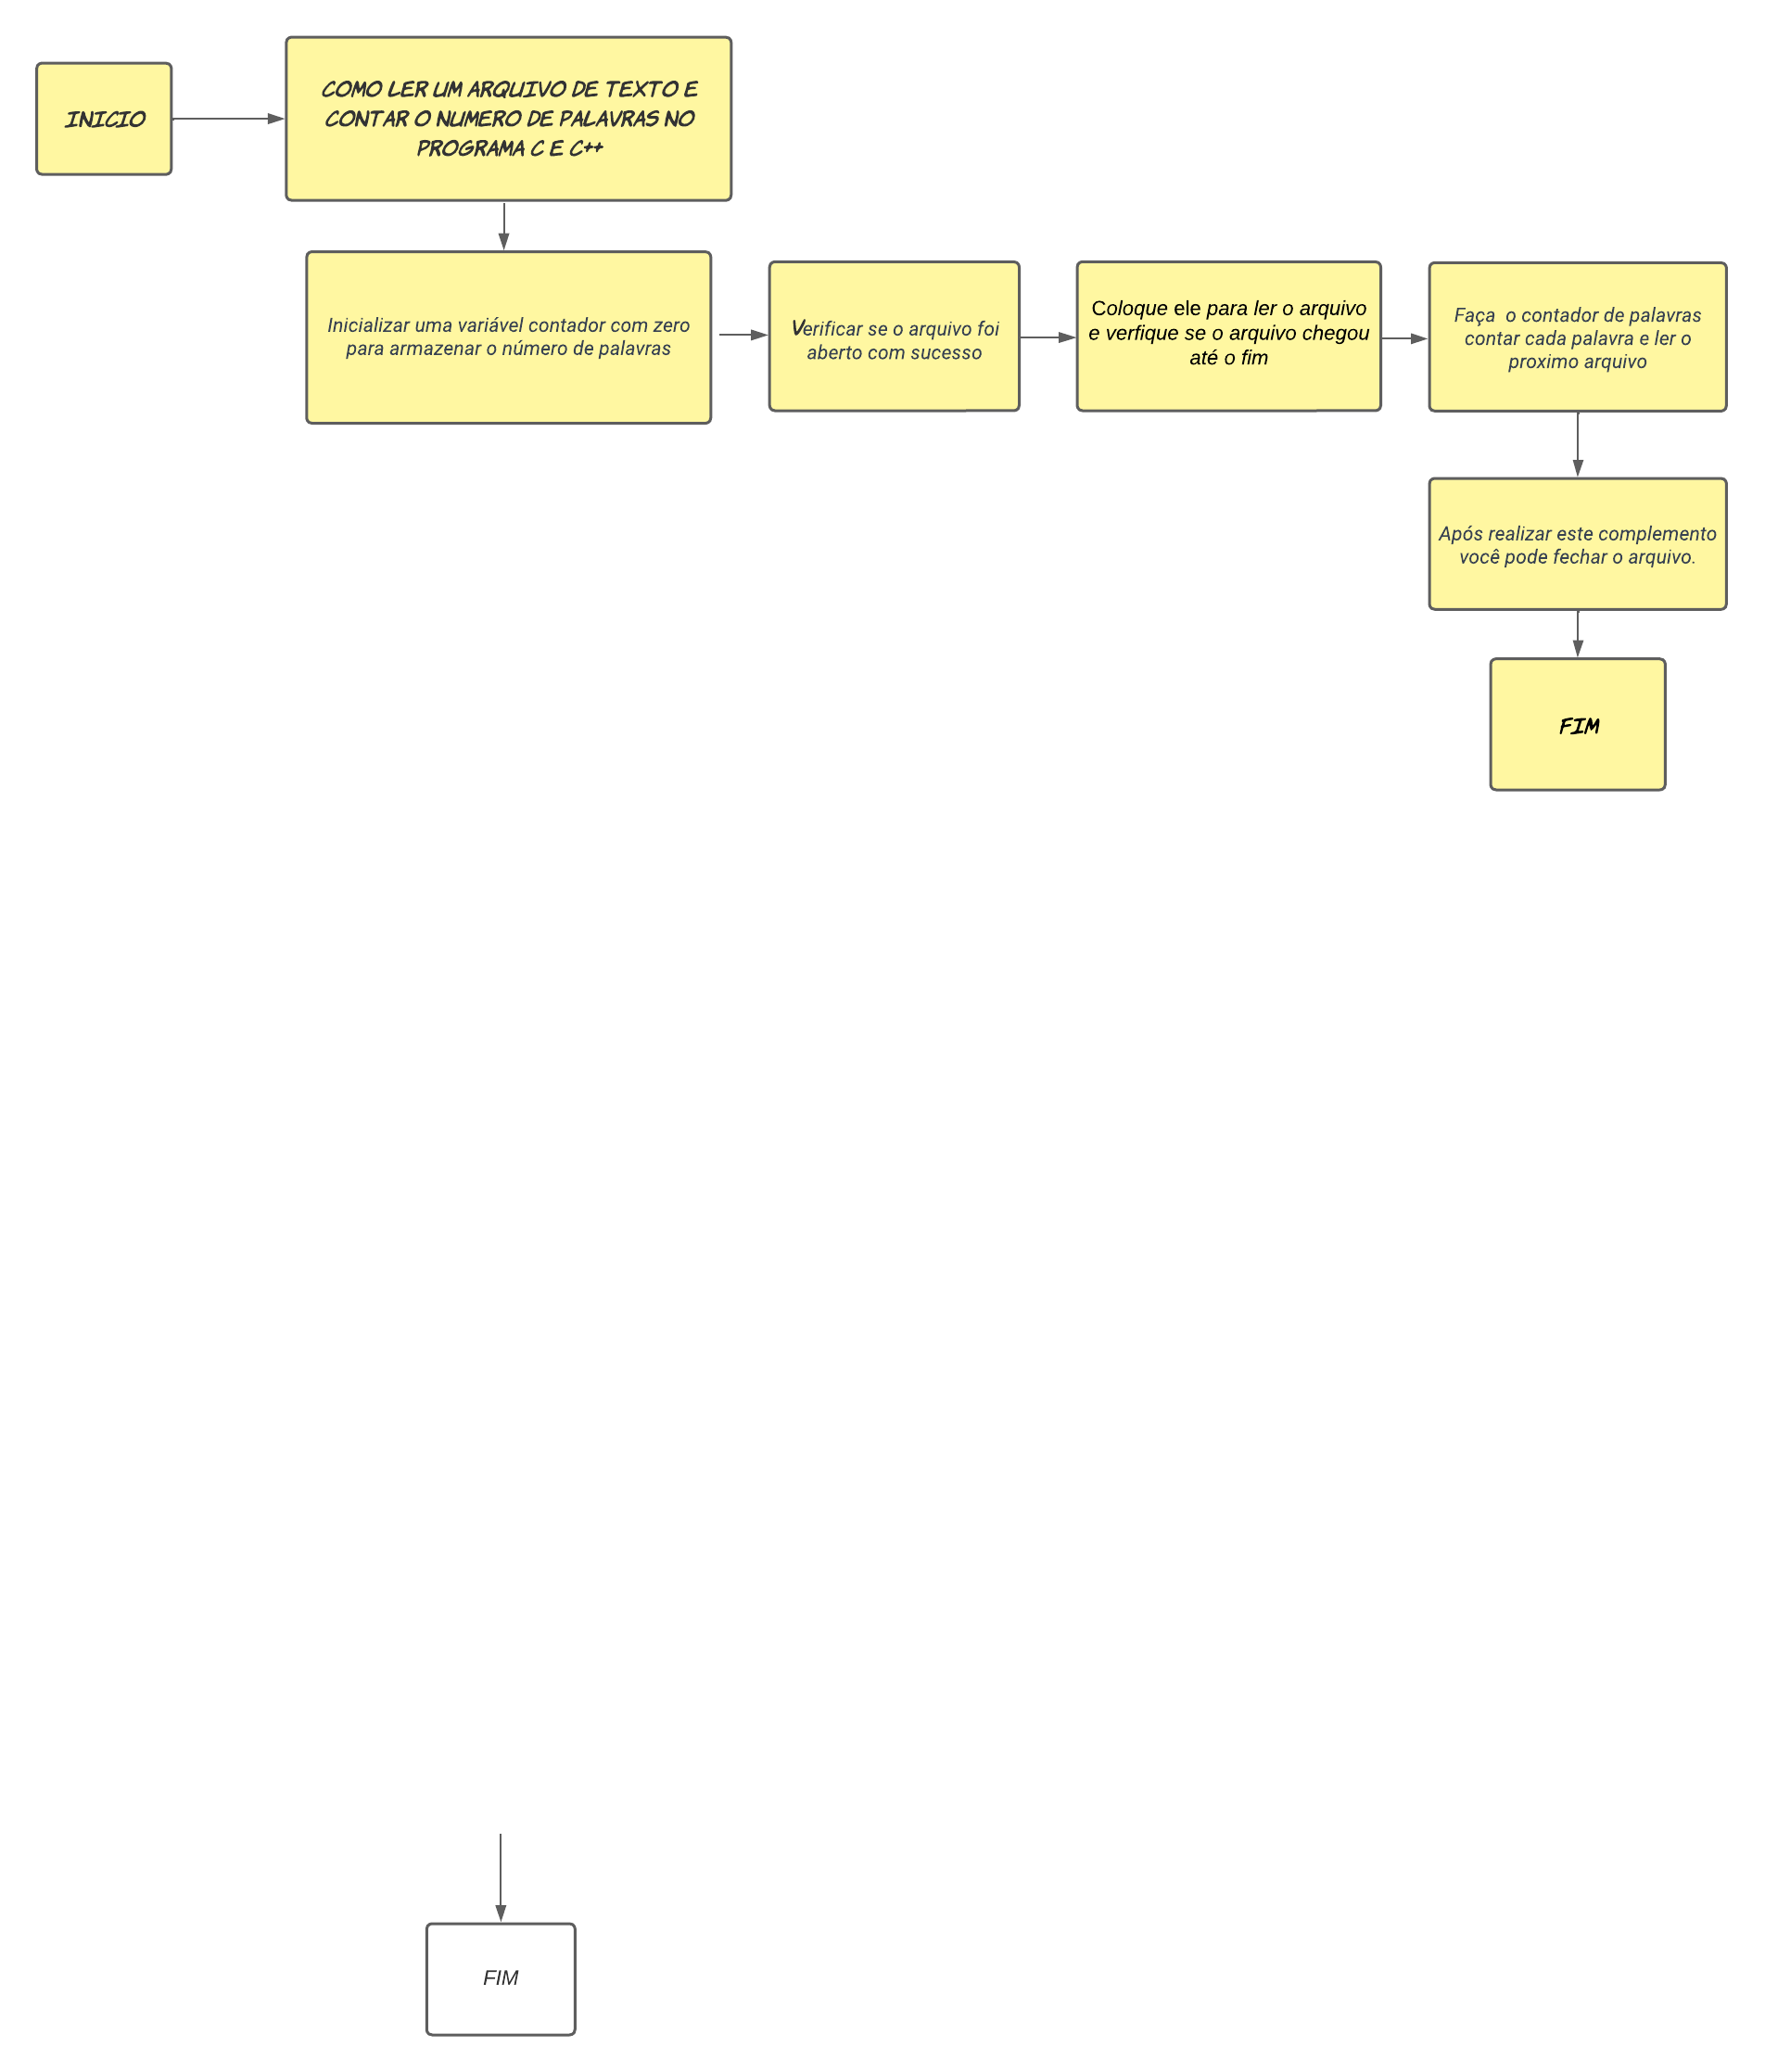 INICIO
COMO LER UM ARQUIVO DE TEXTO E
CONTAR O NUMERO DE PALAVRAS NO
PROGRAMA C E C++
Inicializar uma variável contador com zero
para armazenar o número de palavras
Verificar se o arquivo foi
aberto com sucesso
Coloque ele para ler o arquivo
e verfique se o arquivo chegou
até o fim
Faça  o contador de palavras
contar cada palavra e ler o
proximo arquivo
Após realizar este complemento
você pode fechar o arquivo.
FIM
FIM